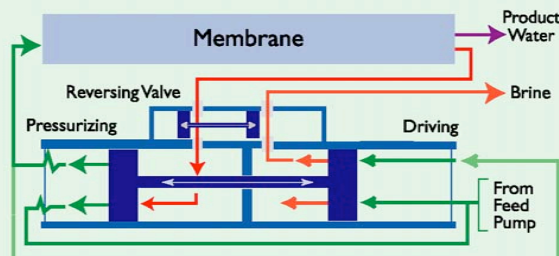 Membrane
Product
Water
Reversing Valve
Brine
Pressurizing
Driving
From
Feed
Pump